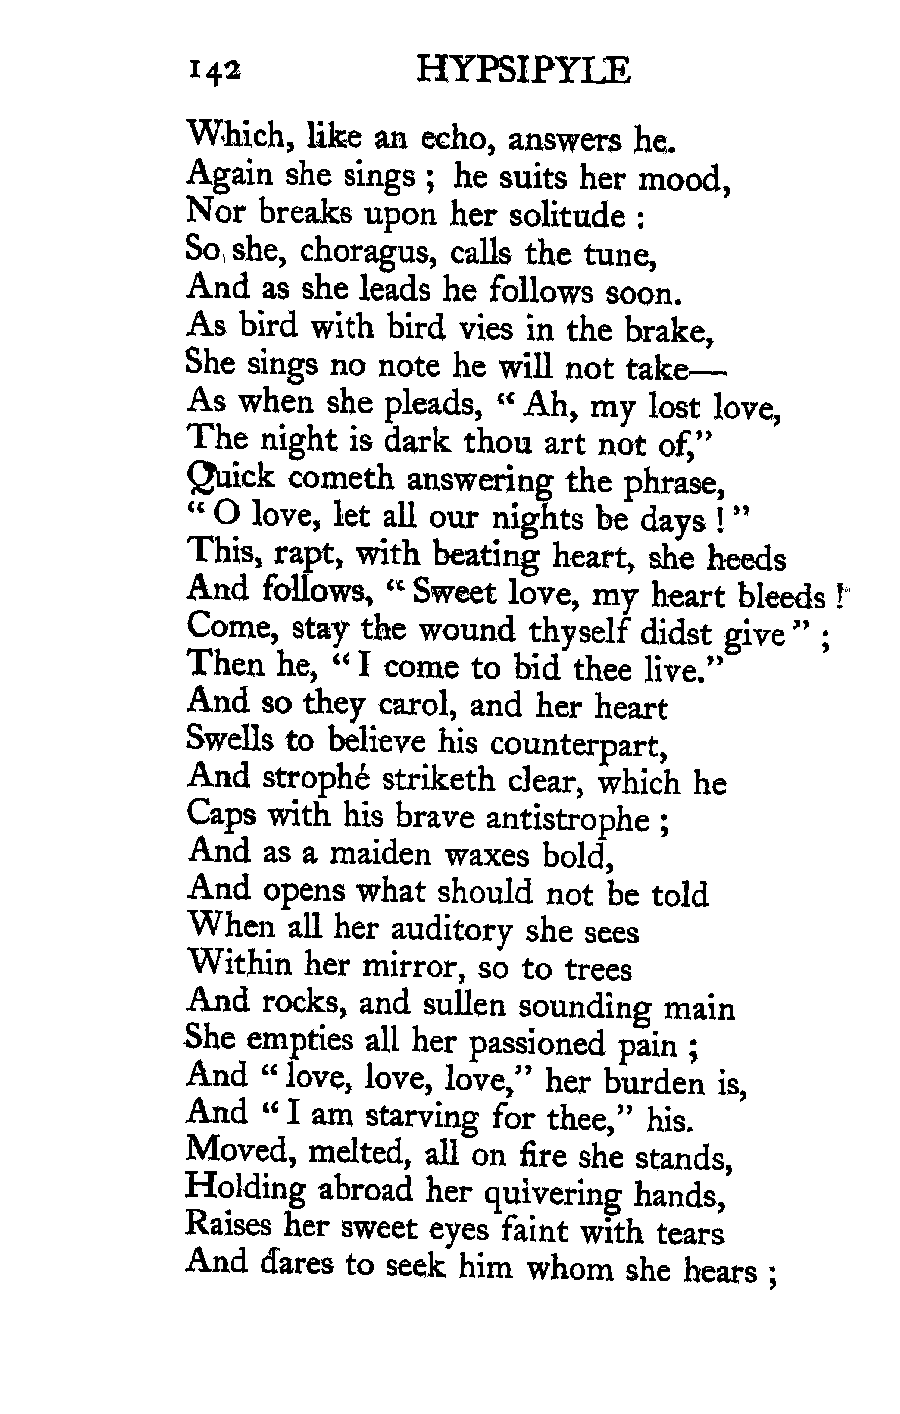 142 HYPSIPYLE
Which, like an echo, answers he.
Again she sings ; he suits her mood,
Nor breaks upon her solitude :
So she, choragus, calls the tune,
And as she leads he follows soon.
As bird with bird vies in the brake,
She sings no note he will not take—
As when she pleads, “ Ah, my lost love,
The night is dark thou art not of,”
Quick cometh answering the phrase,
“ O love, let all our nights be days ! ”
This, rapt, with beating heart, she heeds
And follows, “ Sweet love, my heart bleeds !
Come, stay the wound thyself didst give ” ;
Then he, “ I come to bid thee live.”
And so they carol, and her heart
Swells to believe his counterpart,
And strophé striketh clear, which he
Caps with his brave antistrophe ;
And as a maiden waxes bold,
And opens what should not be told
When all her auditory she sees
Within her mirror, so to trees
And rocks, and sullen sounding main
She empties all her passioned pain ;
And “ love, love, love,” her burden is,
And “ I am starving for thee,” his.
Moved, melted, all on fire she stands,
Holding abroad her quivering hands,
Raises her sweet eyes faint with tears
And dares to seek him whom she hears ;